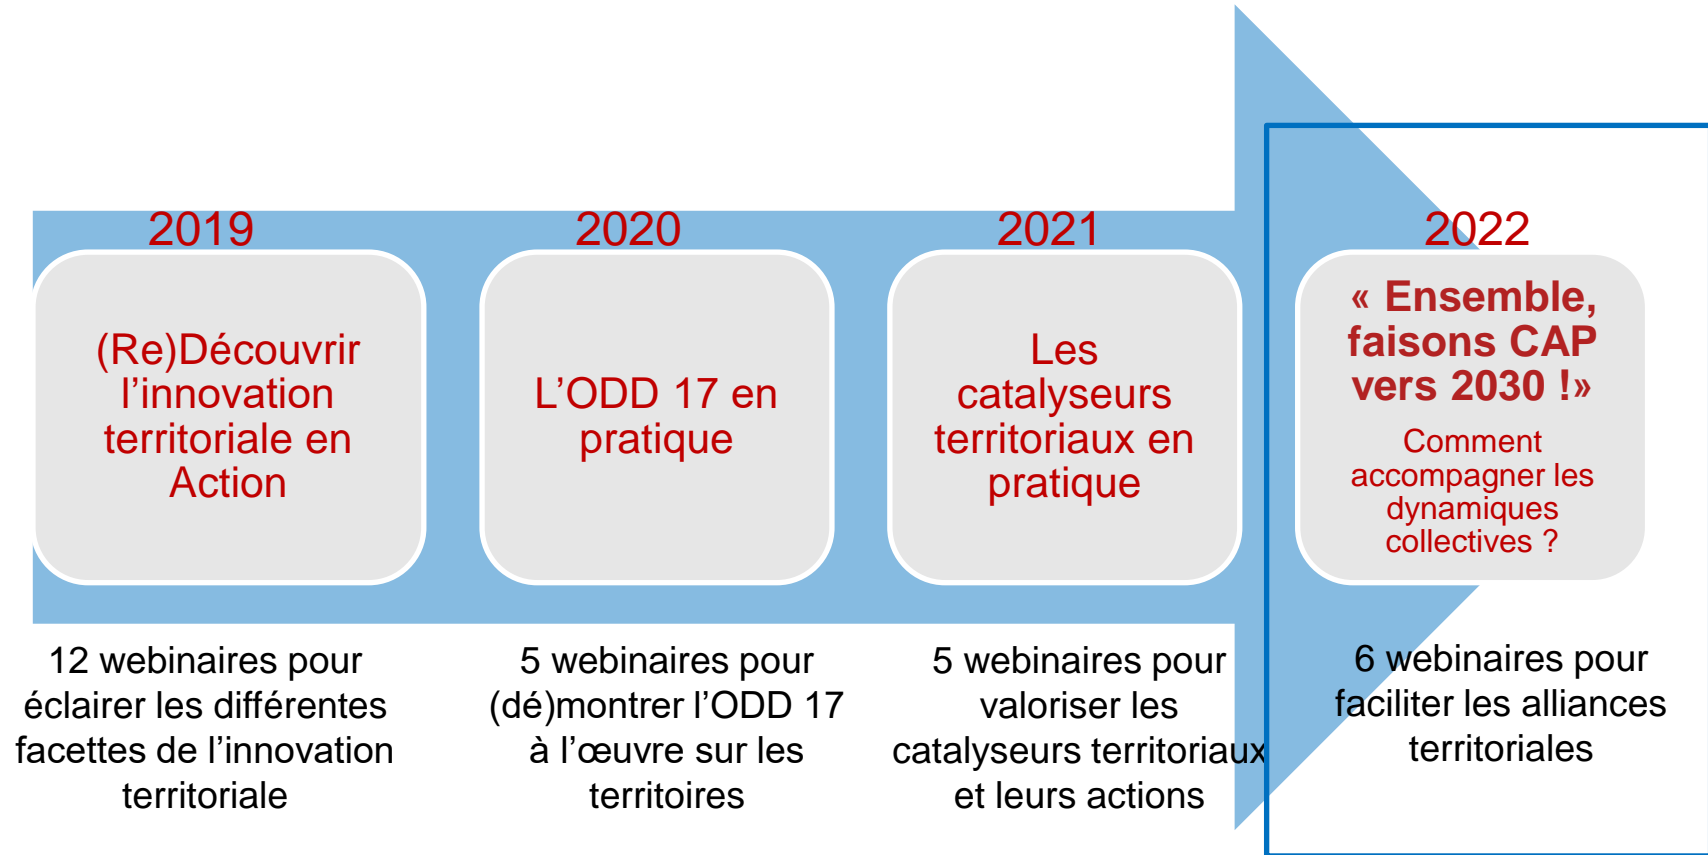 2019
(Re)Découvrir
l’innovation
territoriale en
Action
12 webinaires pour
éclairer les différentes
facettes de l’innovation
territoriale
2020
L’ODD 17 en
pratique
5 webinaires pour
(dé)montrer l’ODD 17
à l’œuvre sur les
territoires
2021
Les
catalyseurs
territoriaux en
pratique
5 webinaires pour
valoriser les
catalyseurs territoriaux
et leurs actions
2022
« Ensemble,
faisons CAP
vers 2030 !»
Comment
accompagner les
dynamiques
collectives ?
6 webinaires pour
faciliter les alliances
territoriales